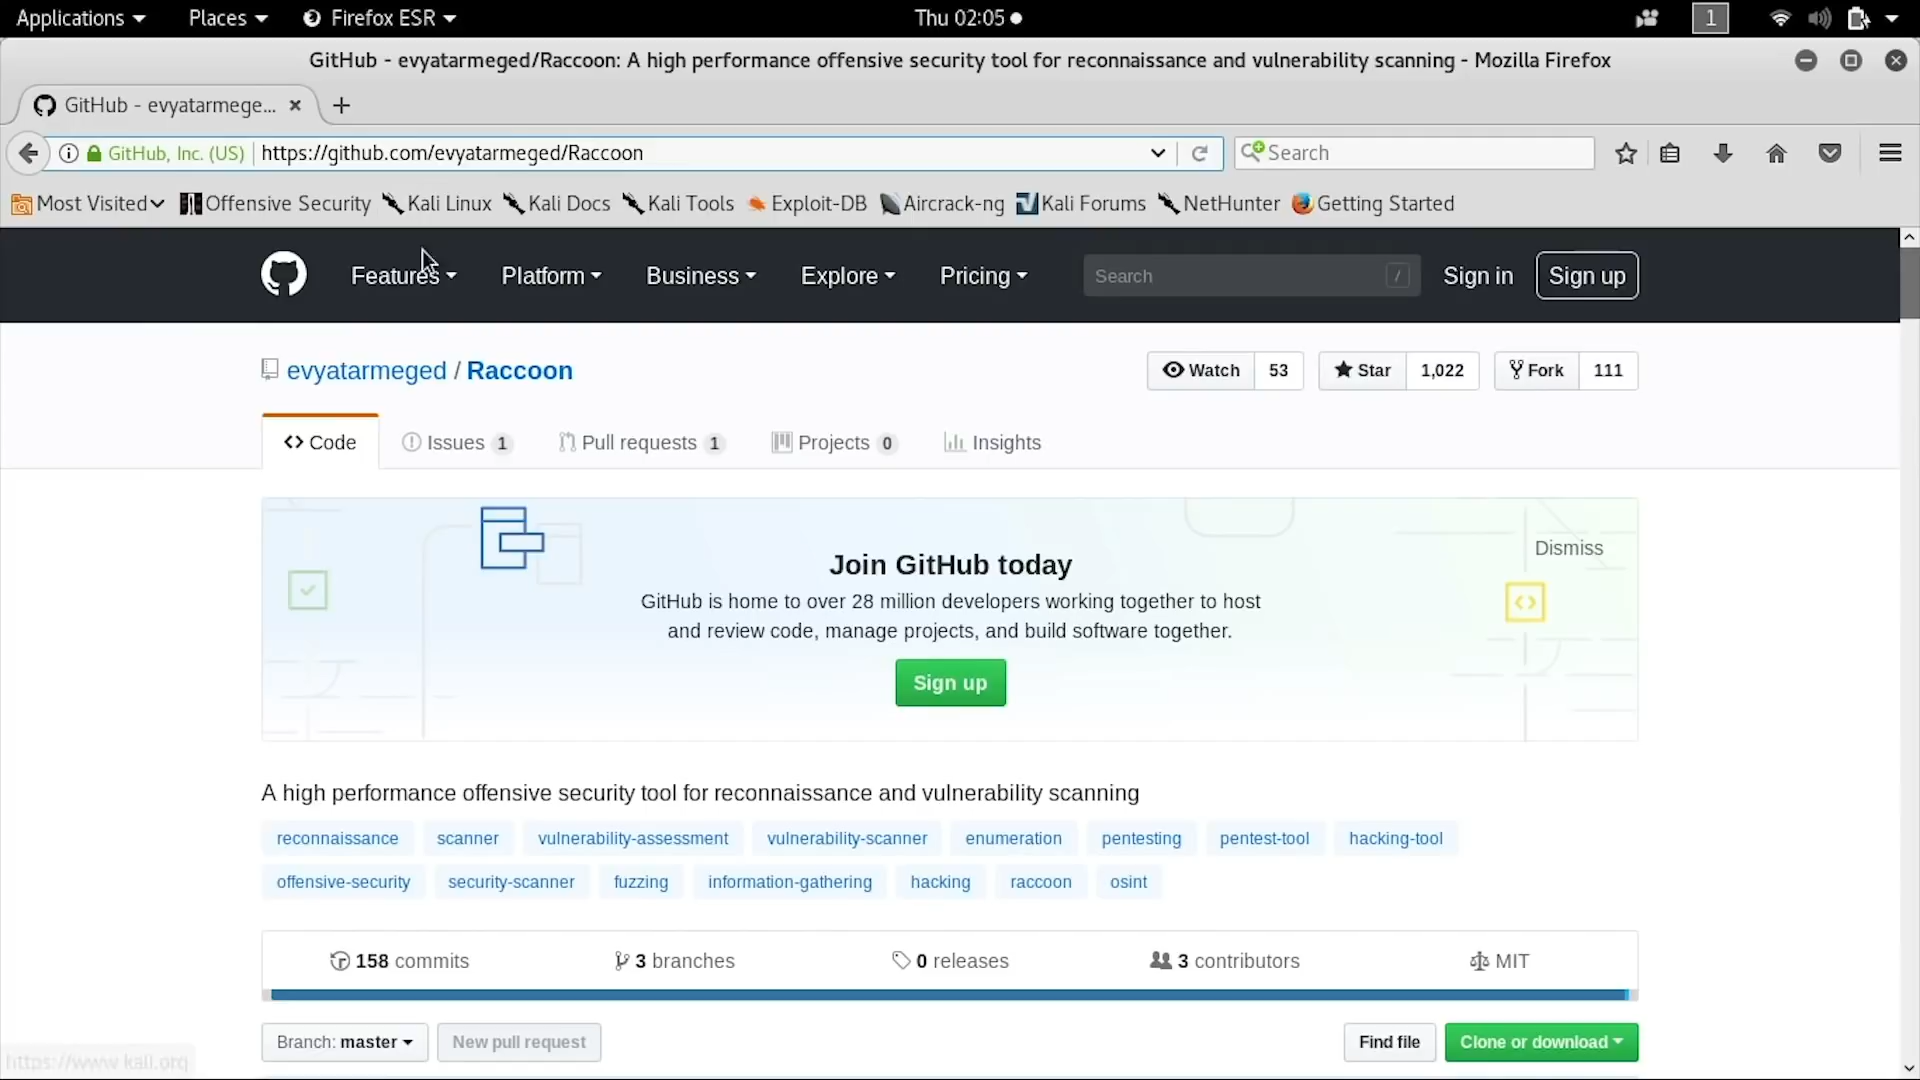 Applications Places Firefox ESR Thu 02:05 1
GitHub - evyatarmeged/Raccoon: A high performance offensive security tool for reconnaissance and vulnerability scanning - Mozilla Firefox
GitHub - evyatarmege...
GitHub, Inc. (US) https://github.com/evyatarmeged/Raccoon Search
Most Visited Offensive Security Kali Linux Kali Docs Kali Tools Exploit-DB Aircrack-ng Kali Forums NetHunter Getting Started
Features Platform Business Explore Pricing Search / Sign in Sign up
evyatarmeged / Raccoon Watch 53 Star 1,022 Fork 111
Code Issues 1 Pull requests 1 Projects 0 Insights
Dismiss
Join GitHub today
GitHub is home to over 28 million developers working together to host
and review code, manage projects, and build software together.
Sign up
A high performance offensive security tool for reconnaissance and vulnerability scanning
reconnaissance scanner vulnerability-assessment vulnerability-scanner enumeration pentesting pentest-tool hacking-tool
offensive-security security-scanner fuzzing information-gathering hacking raccoon osint
158 commits 3 branches 0 releases 3 contributors MIT
Branch: master New pull request Find file Clone or download
https://www.kali.org